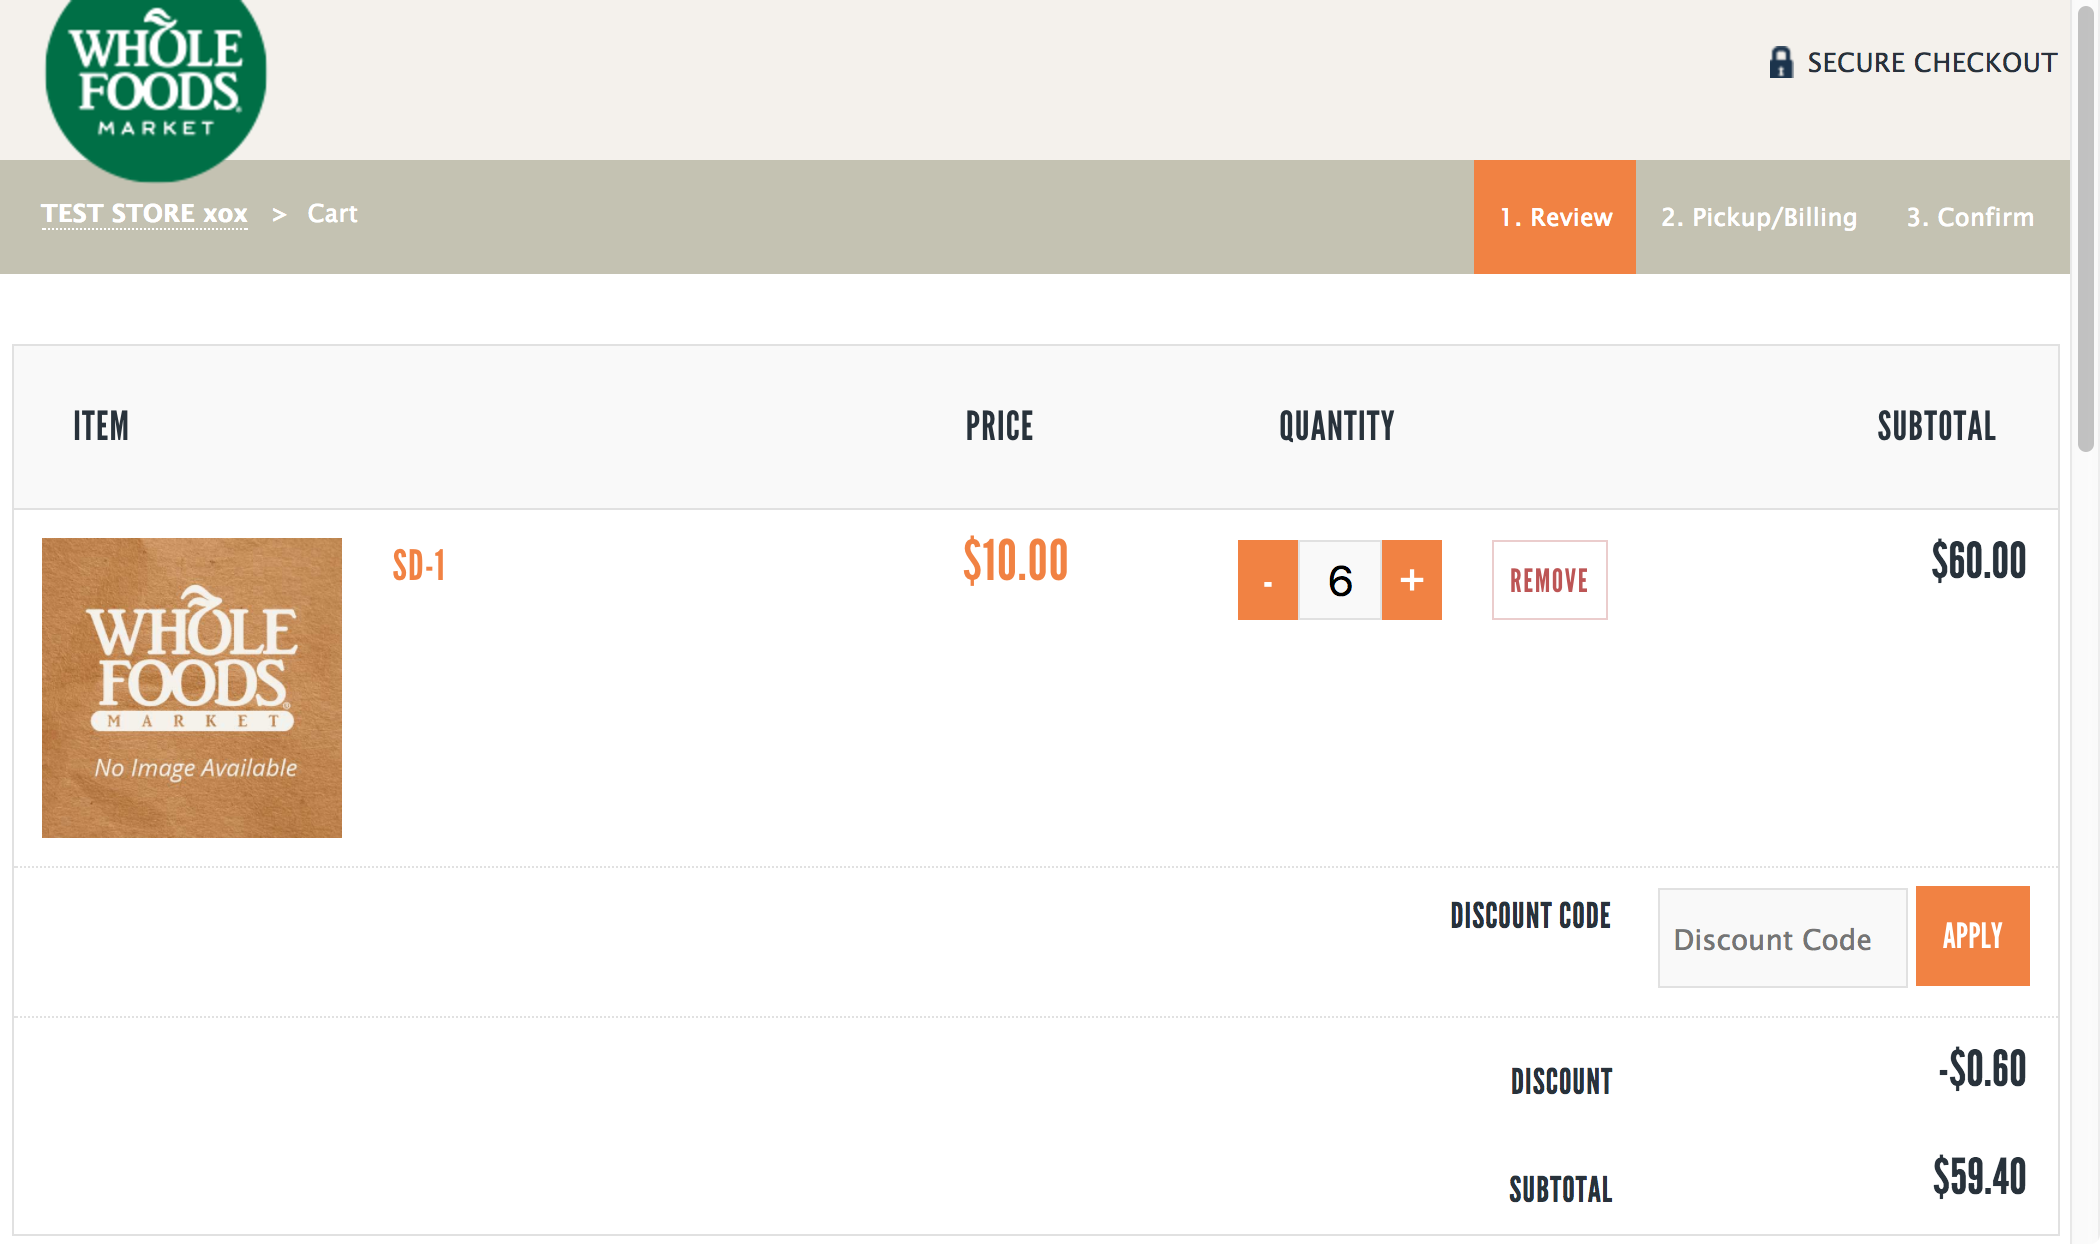 WHOLE
FOODS
MARKET
SECURE CHECKOUT
TEST STORE xox > Cart
1. Review 2. Pickup/Billing 3. Confirm
ITEM PRICE QUANTITY SUBTOTAL
WHOLE
FOODS®
MARKET
No Image Available
SD-1 $10.00 - 6 + REMOVE $60.00
DISCOUNT CODE Discount Code APPLY
DISCOUNT -$0.60
SUBTOTAL $59.40